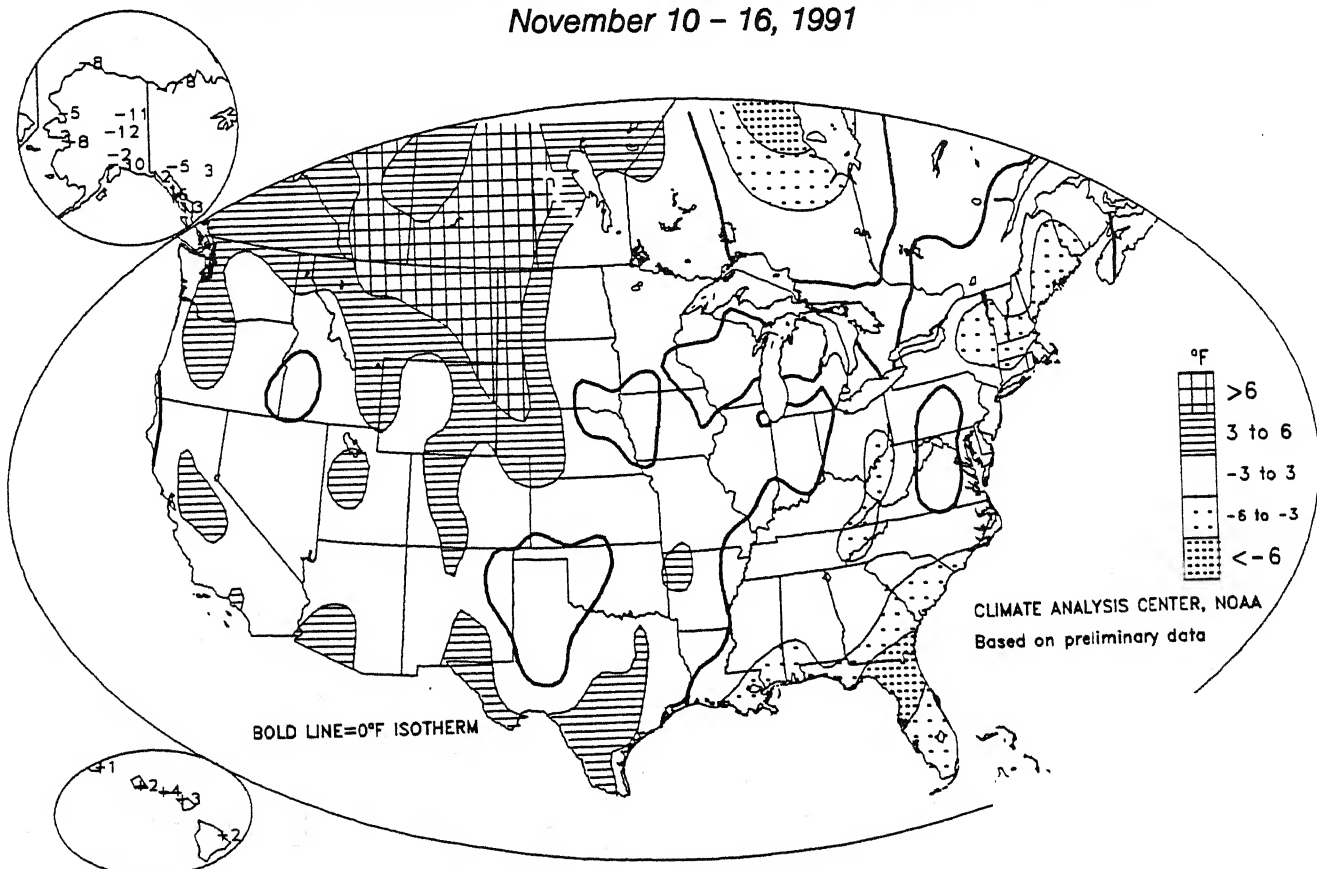 November 10 – 16, 1991
-8
-8
-5
-11
-12
+8
-2
-5
3
°F
>6
3 to 6
-3 to 3
-6 to -3
<-6
CLIMATE ANALYSIS CENTER, NOAA
Based on preliminary data
BOLD LINE=0°F ISOTHERM
+1
+2
+4
+3
+2